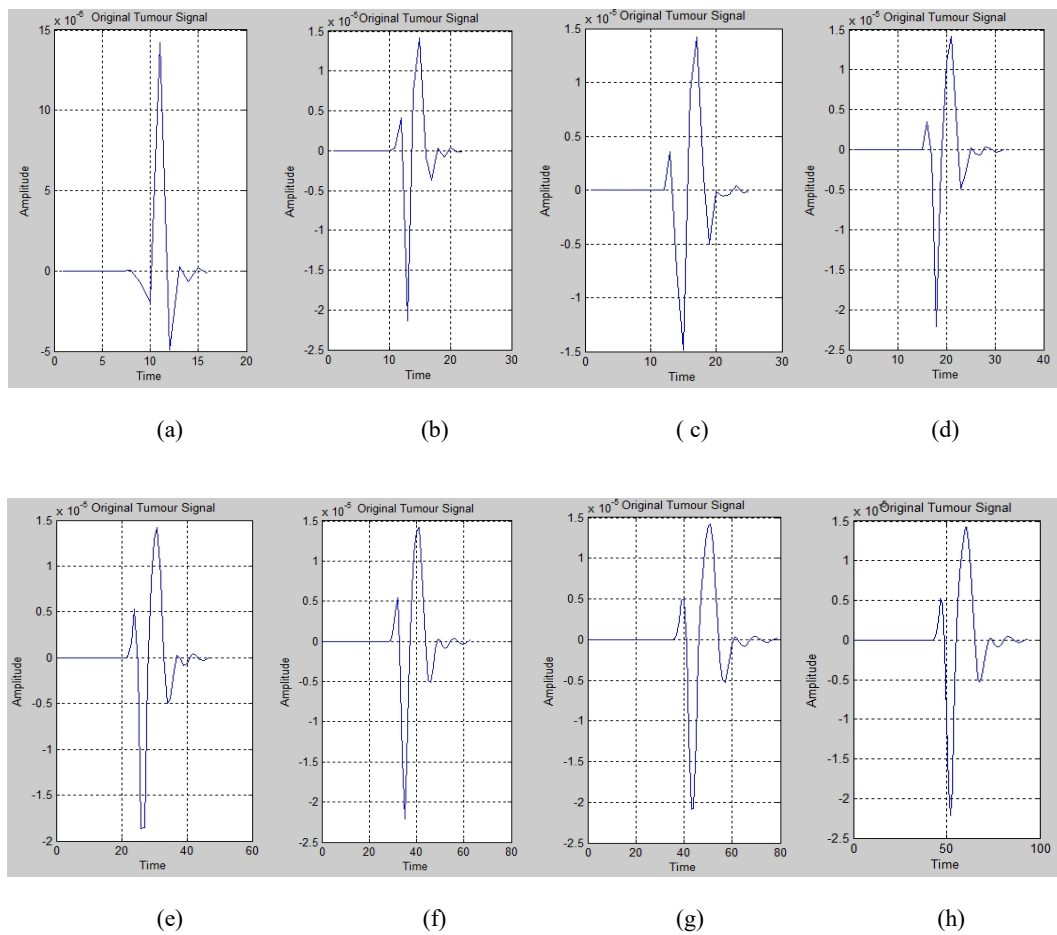 x 10-6 Original Tumour Signal
15
10
5
0
-5
0 5 10 15 20
Amplitude
Time
(a)
x 10-5 Original Tumour Signal
1.5
1
0.5
0
-0.5
-1
-1.5
-2
-2.5
0 10 20 30
Amplitude
Time
(b)
x 10-5 Original Tumour Signal
1.5
1
0.5
0
-0.5
-1
-1.5
0 10 20 30
Amplitude
Time
( c)
x 10-5 Original Tumour Signal
1.5
1
0.5
0
-0.5
-1
-1.5
-2
-2.5
0 10 20 30 40
Amplitude
Time
(d)
x 10-5 Original Tumour Signal
1.5
1
0.5
0
-0.5
-1
-1.5
-2
0 20 40 60
Amplitude
Time
(e)
x 10-5 Original Tumour Signal
1.5
1
0.5
0
-0.5
-1
-1.5
-2
-2.5
0 20 40 60 80
Amplitude
Time
(f)
x 10-5 Original Tumour Signal
1.5
1
0.5
0
-0.5
-1
-1.5
-2
-2.5
0 20 40 60 80
Amplitude
Time
(g)
x 10-5 Original Tumour Signal
1.5
1
0.5
0
-0.5
-1
-1.5
-2
-2.5
0 50 100
Amplitude
Time
(h)